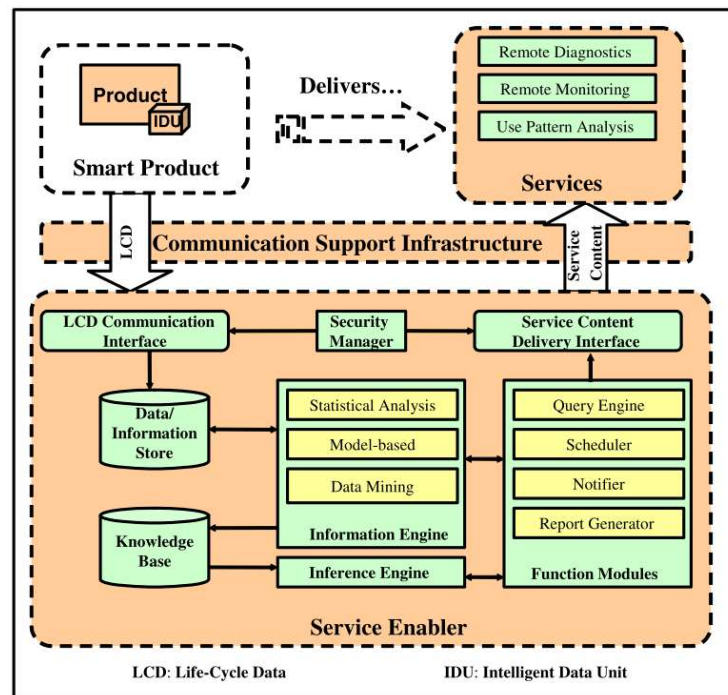 Product
IDU
Smart Product
Delivers…
Remote Diagnostics
Remote Monitoring
Use Pattern Analysis
Services
LCD
Communication Support Infrastructure
Service
Content
LCD Communication
Interface
Security
Manager
Service Content
Delivery Interface
Data/
Information
Store
Statistical Analysis
Model-based
Data Mining
Information Engine
Query Engine
Scheduler
Notifier
Report Generator
Function Modules
Knowledge
Base
Inference Engine
Service Enabler
LCD: Life-Cycle Data
IDU: Intelligent Data Unit